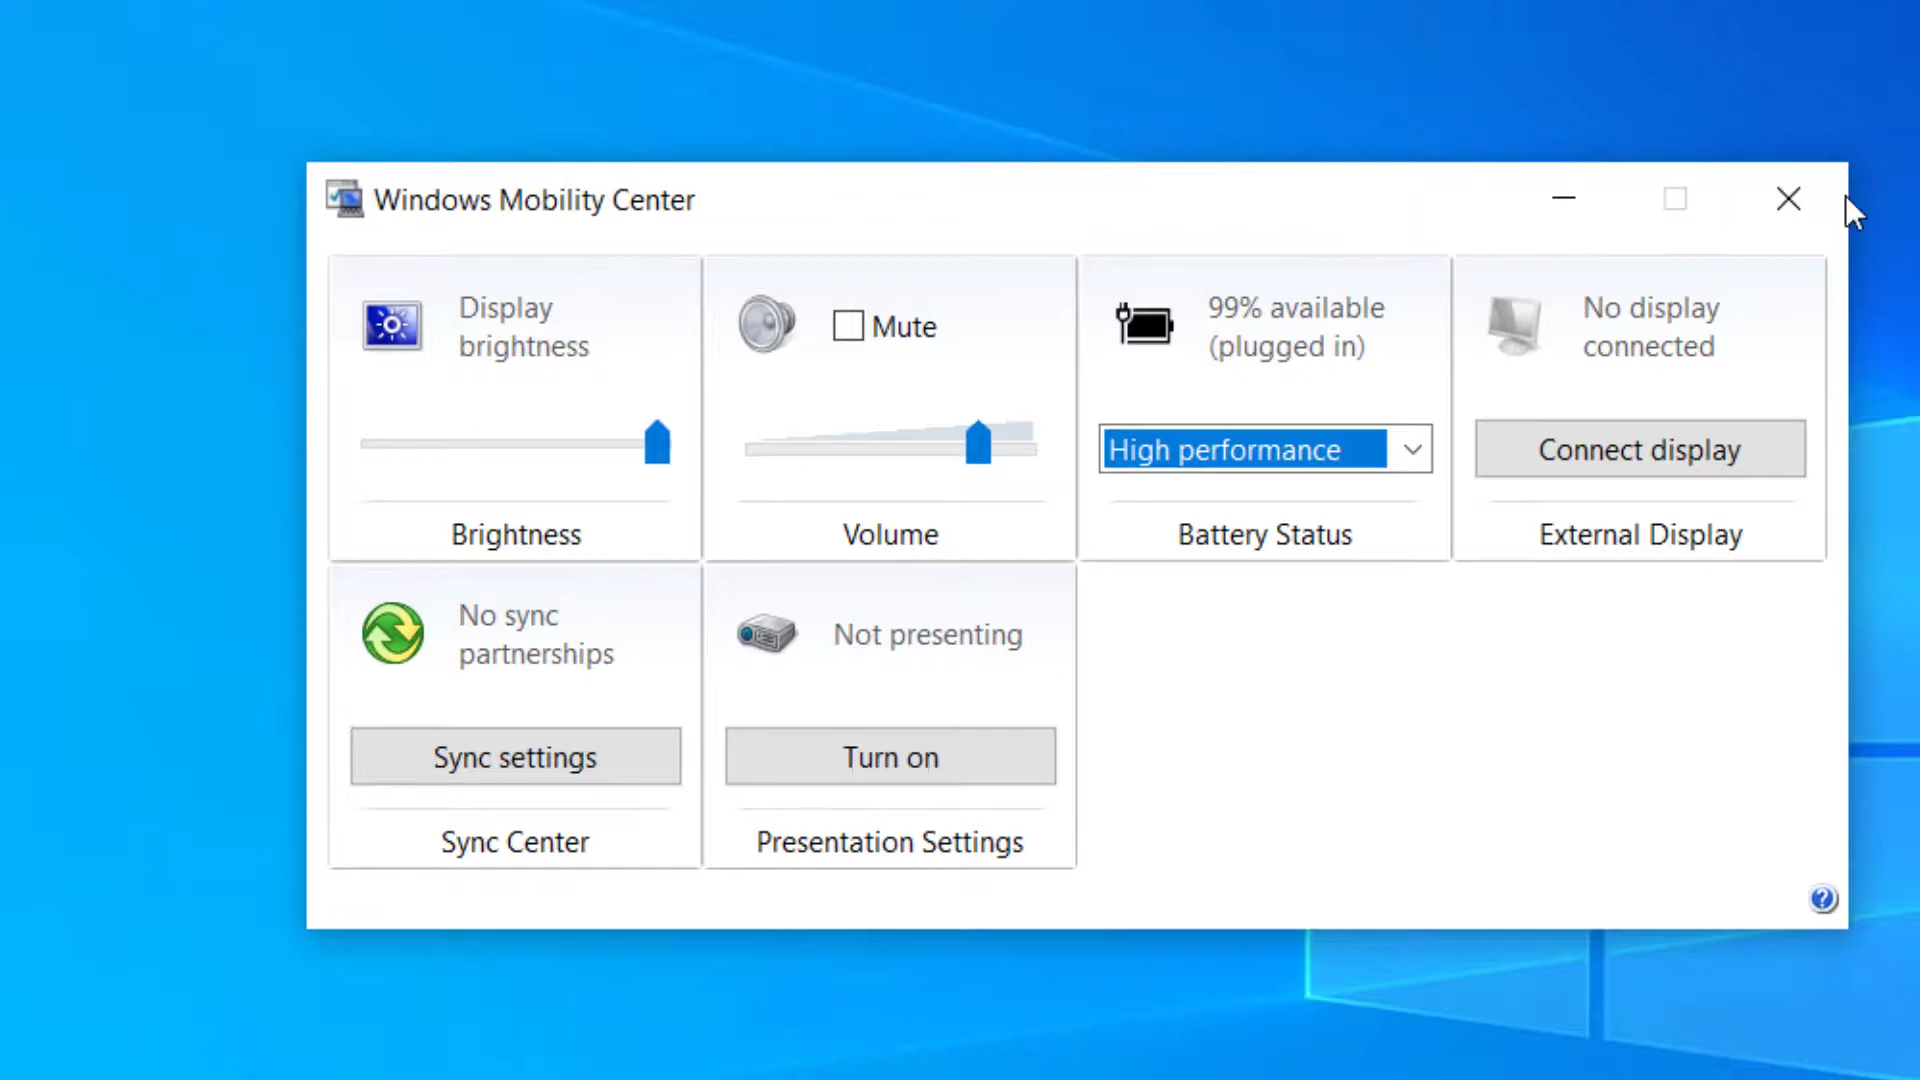 Windows Mobility Center
Display
brightness
Brightness
Mute
Volume
99% available
(plugged in)
High performance
Battery Status
No display
connected
Connect display
External Display
No sync
partnerships
Sync settings
Sync Center
Not presenting
Turn on
Presentation Settings
?